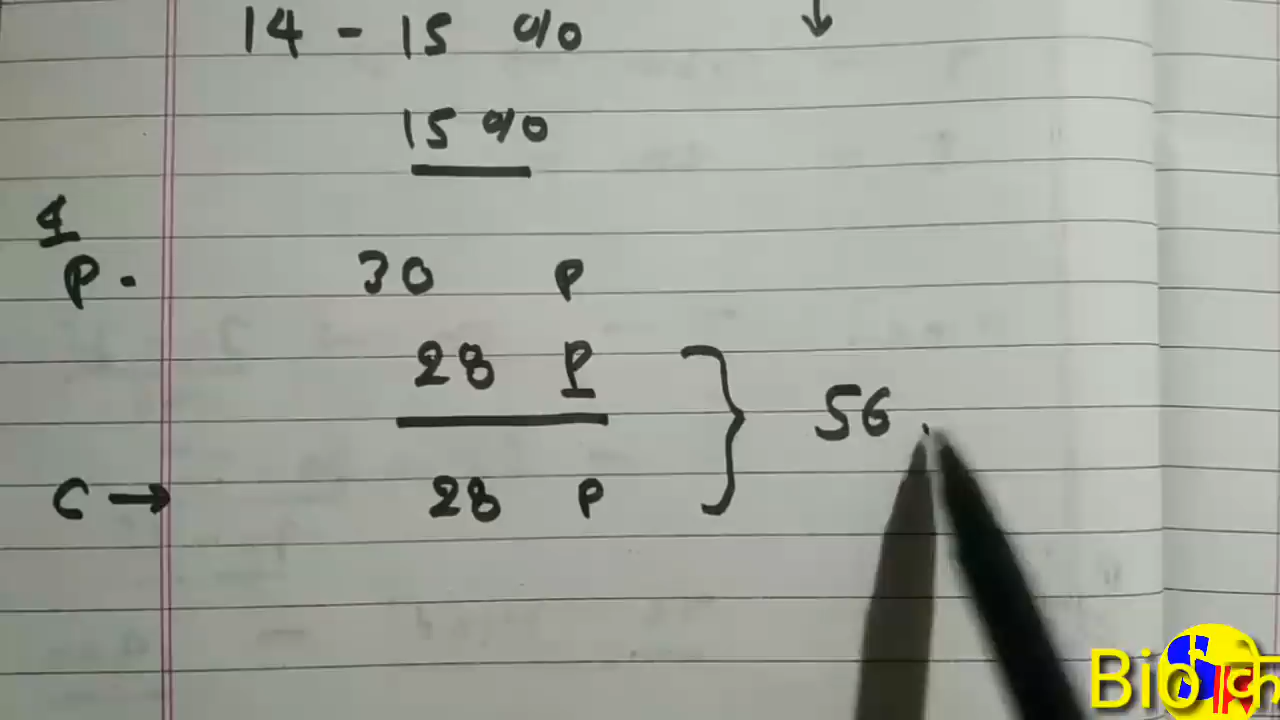 14 - 15 %
15 %
P.
30 P
28 P
56.
C → 28 P
Bio